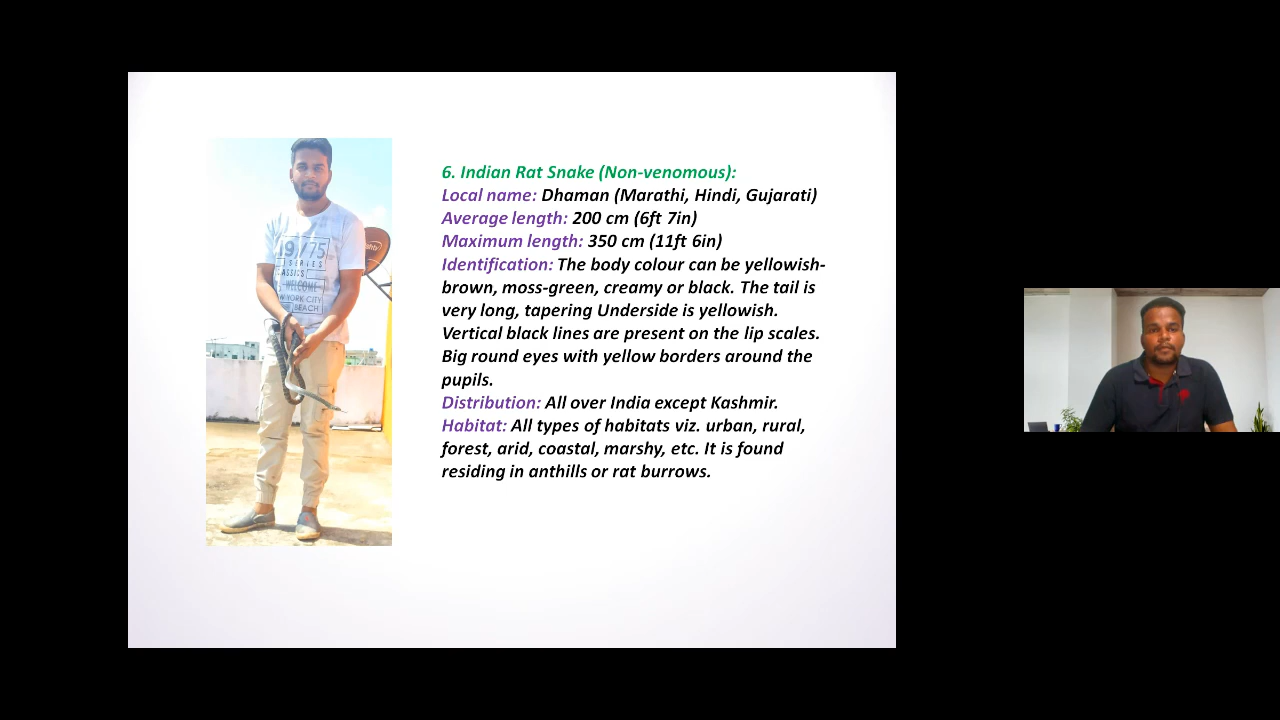 6. Indian Rat Snake (Non-venomous):
Local name: Dhaman (Marathi, Hindi, Gujarati)
Average length: 200 cm (6ft 7in)
Maximum length: 350 cm (11ft 6in)
Identification: The body colour can be yellowish-
brown, moss-green, creamy or black. The tail is
very long, tapering Underside is yellowish.
Vertical black lines are present on the lip scales.
Big round eyes with yellow borders around the
pupils.
Distribution: All over India except Kashmir.
Habitat: All types of habitats viz. urban, rural,
forest, arid, coastal, marshy, etc. It is found
residing in anthills or rat burrows.
19/75
SERIES
CLASSICS
WELCOME
YORK CITY
BEACH